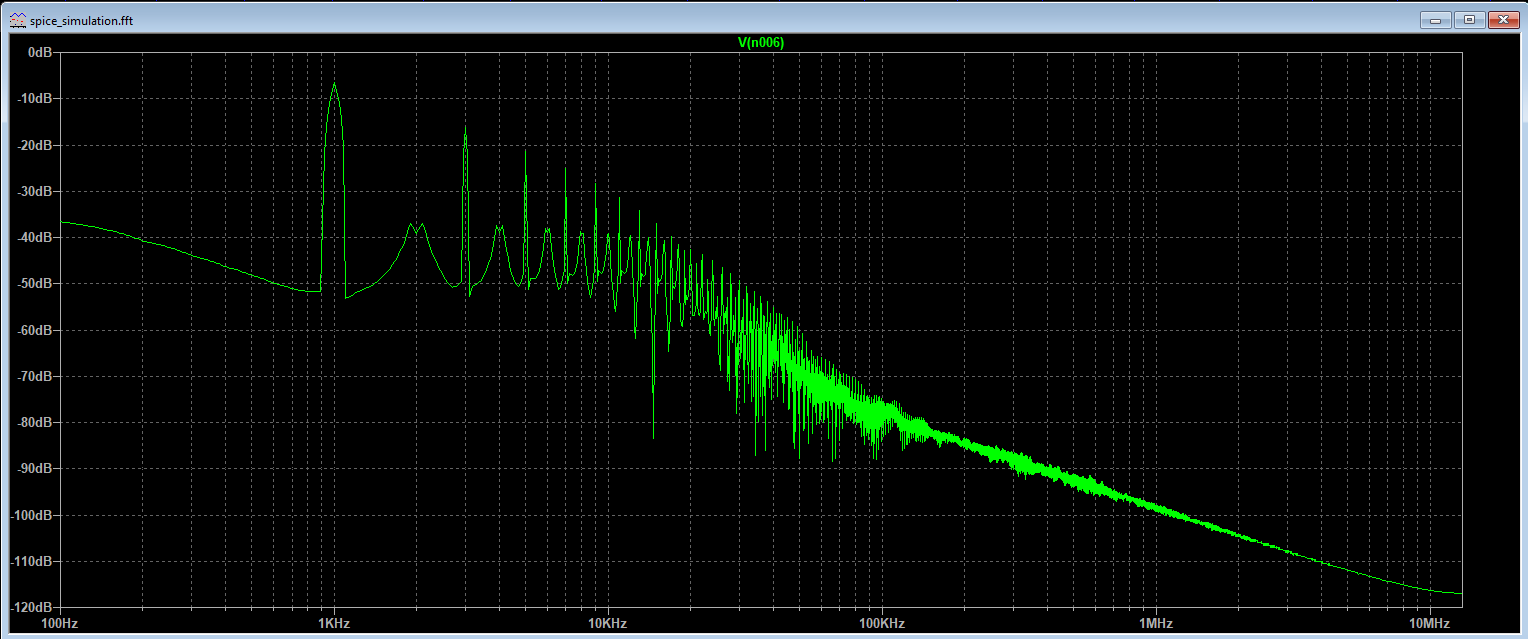 spice_simulation.fft
V(n006)
0dB
-10dB
-20dB
-30dB
-40dB
-50dB
-60dB
-70dB
-80dB
-90dB
-100dB
-110dB
-120dB
100Hz 1KHz 10KHz 100KHz 1MHz 10MHz